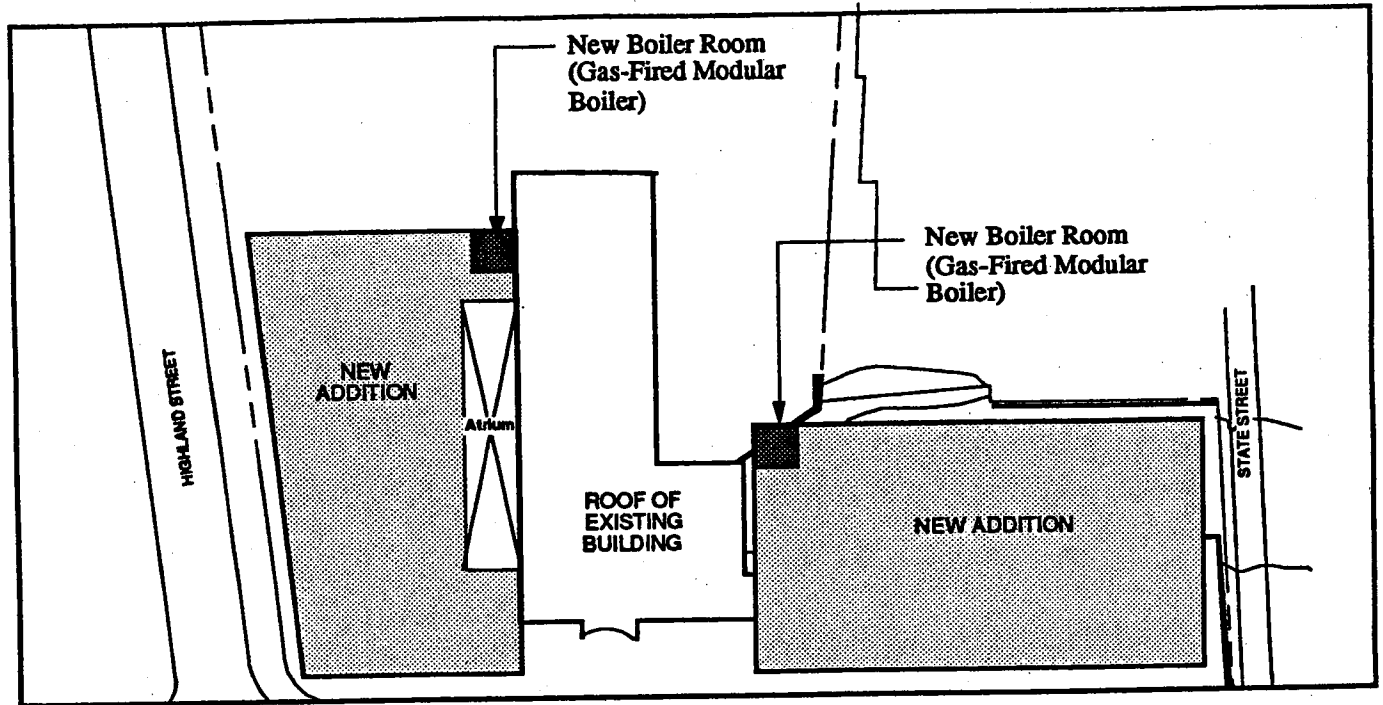 New Boiler Room
(Gas-Fired Modular
Boiler)
New Boiler Room
(Gas-Fired Modular
Boiler)
HIGHLAND STREET
NEW
ADDITION
Atrium
ROOF OF
EXISTING
BUILDING
NEW ADDITION
STATE STREET